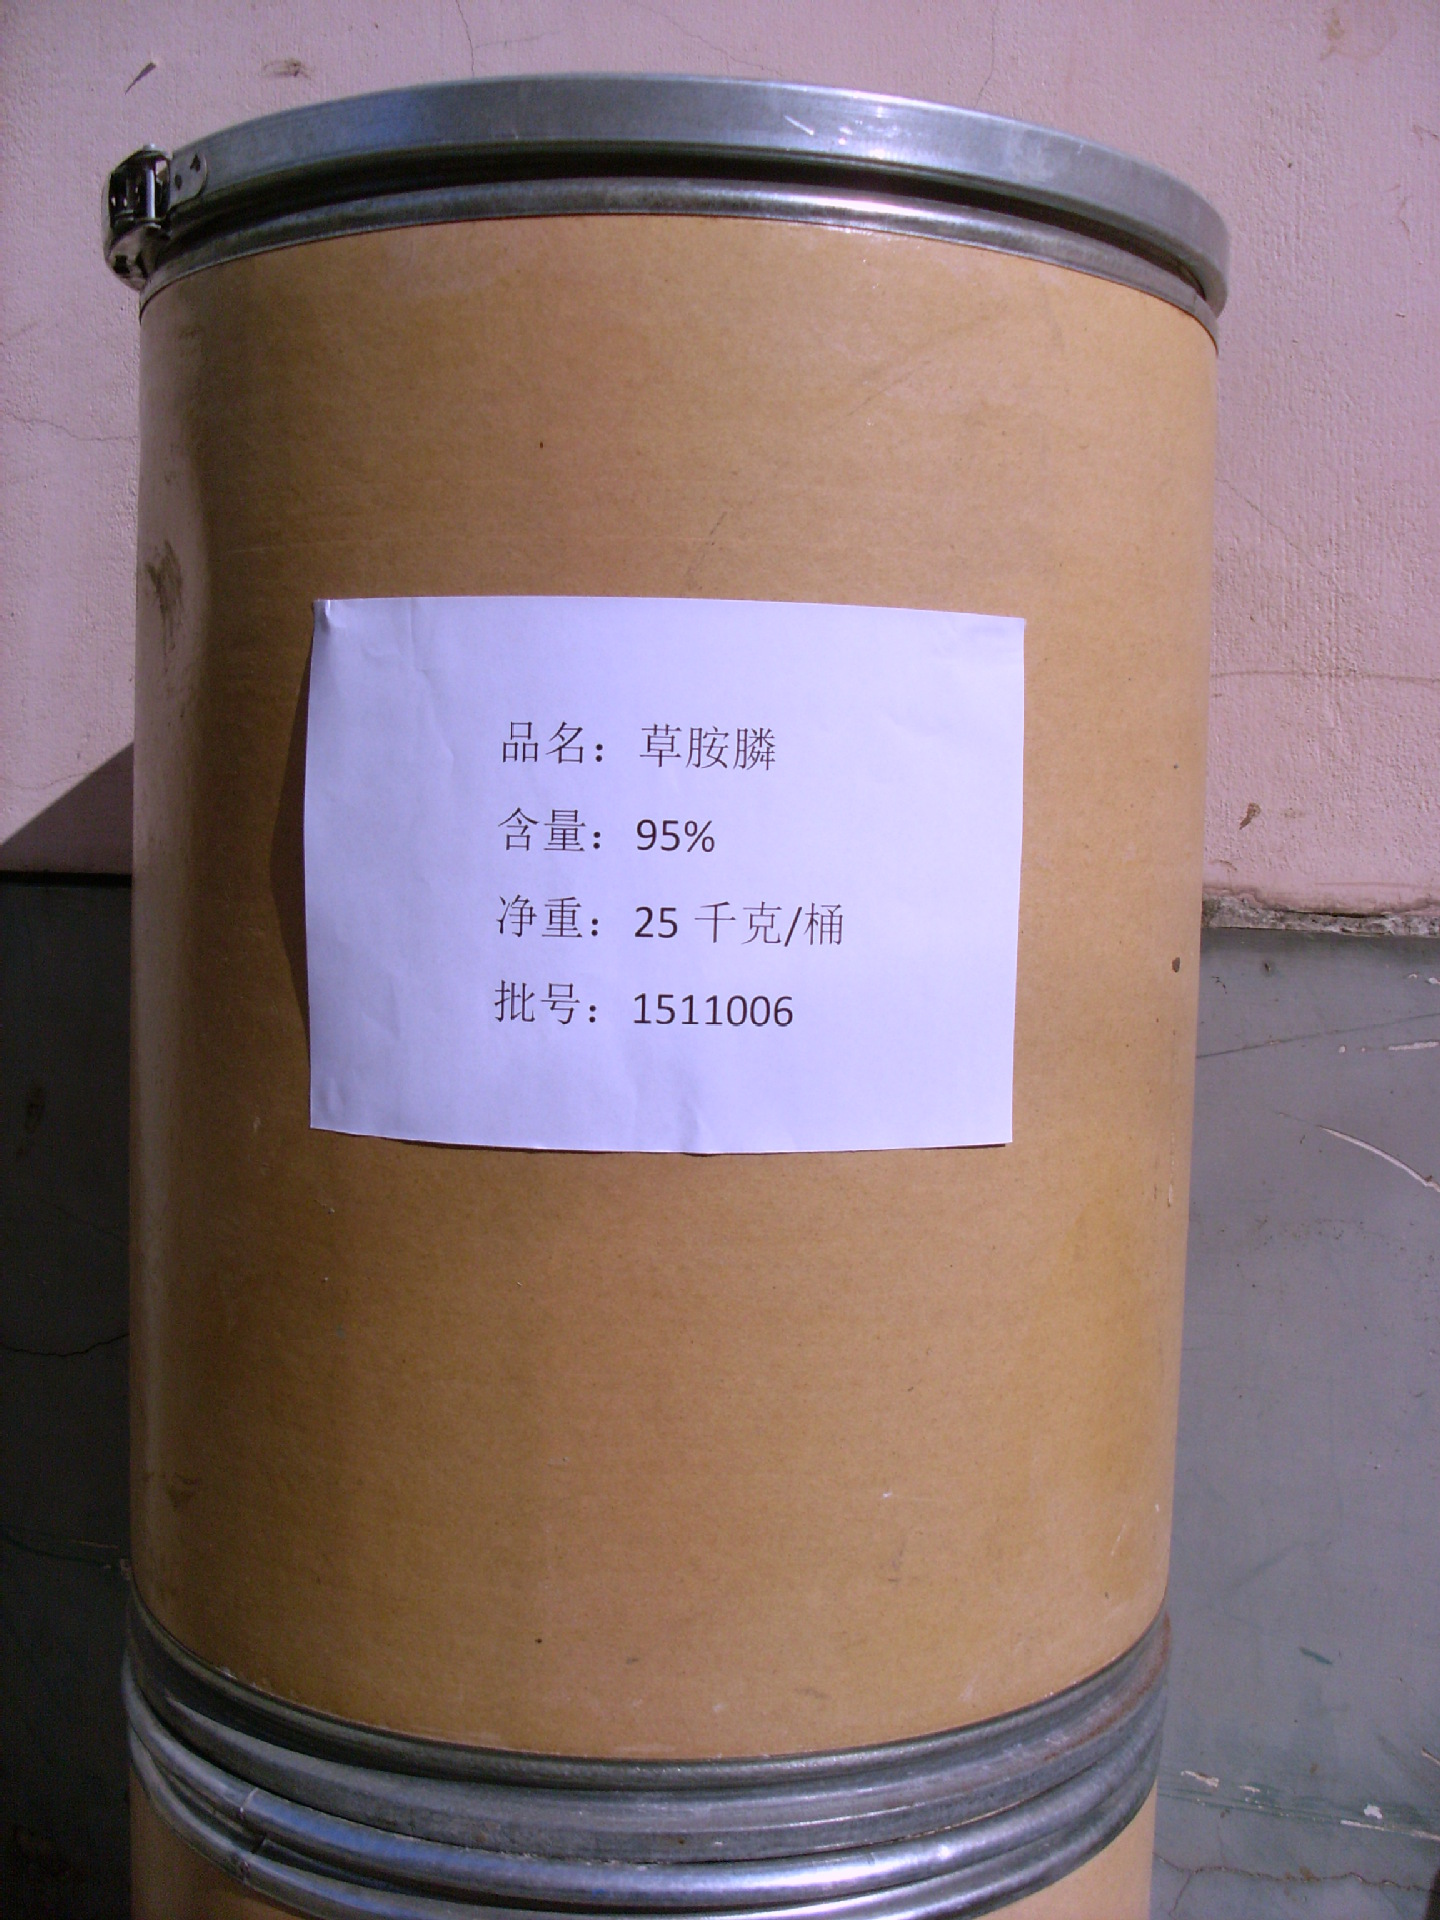 品名：草胺膦
含量：95%
净重：25 千克/桶
批号：1511006